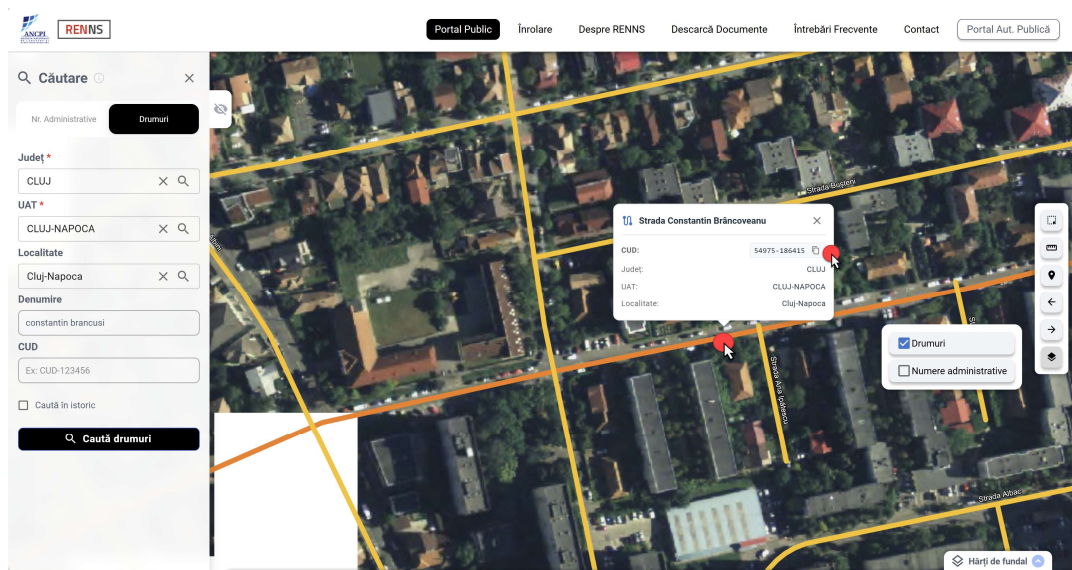 ANCPI
RENNS
Portal Public
Înrolare
Despre RENNS
Descarcă Documente
Întrebări Frecvente
Contact
Portal Aut. Publică
Căutare
Nr. Administrative
Drumuri
Județ *
CLUJ
UAT *
CLUJ-NAPOCA
Localitate
Cluj-Napoca
Denumire
constantin brancusi
CUD
Ex: CUD-123456
Caută în istoric
Caută drumuri
Strada Bușteni
Strada Constantin Brâncoveanu
CUD:
54975-186415
Județ:
CLUJ
UAT:
CLUJ-NAPOCA
Localitate:
Cluj-Napoca
Drumuri
Numere administrative
Strada Ana Ipătescu
Strada Albac
Hărți de fundal